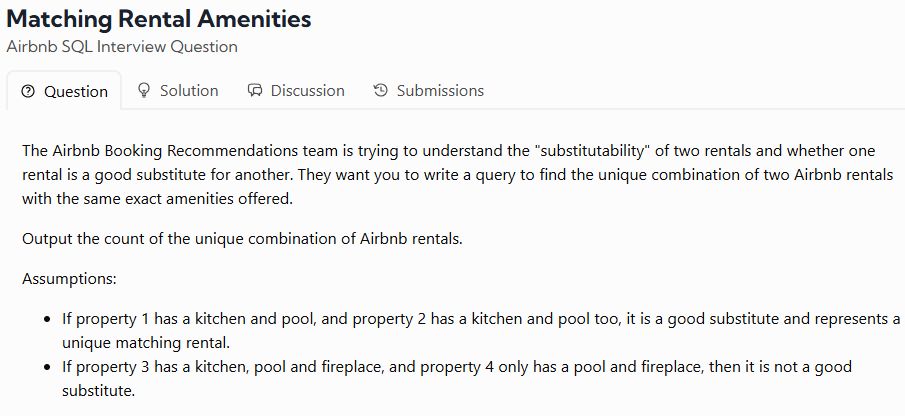 Matching Rental Amenities
Airbnb SQL Interview Question
Question Solution Discussion Submissions
The Airbnb Booking Recommendations team is trying to understand the "substitutability" of two rentals and whether one
rental is a good substitute for another. They want you to write a query to find the unique combination of two Airbnb rentals
with the same exact amenities offered.
Output the count of the unique combination of Airbnb rentals.
Assumptions:
• If property 1 has a kitchen and pool, and property 2 has a kitchen and pool too, it is a good substitute and represents a
unique matching rental.
• If property 3 has a kitchen, pool and fireplace, and property 4 only has a pool and fireplace, then it is not a good
substitute.